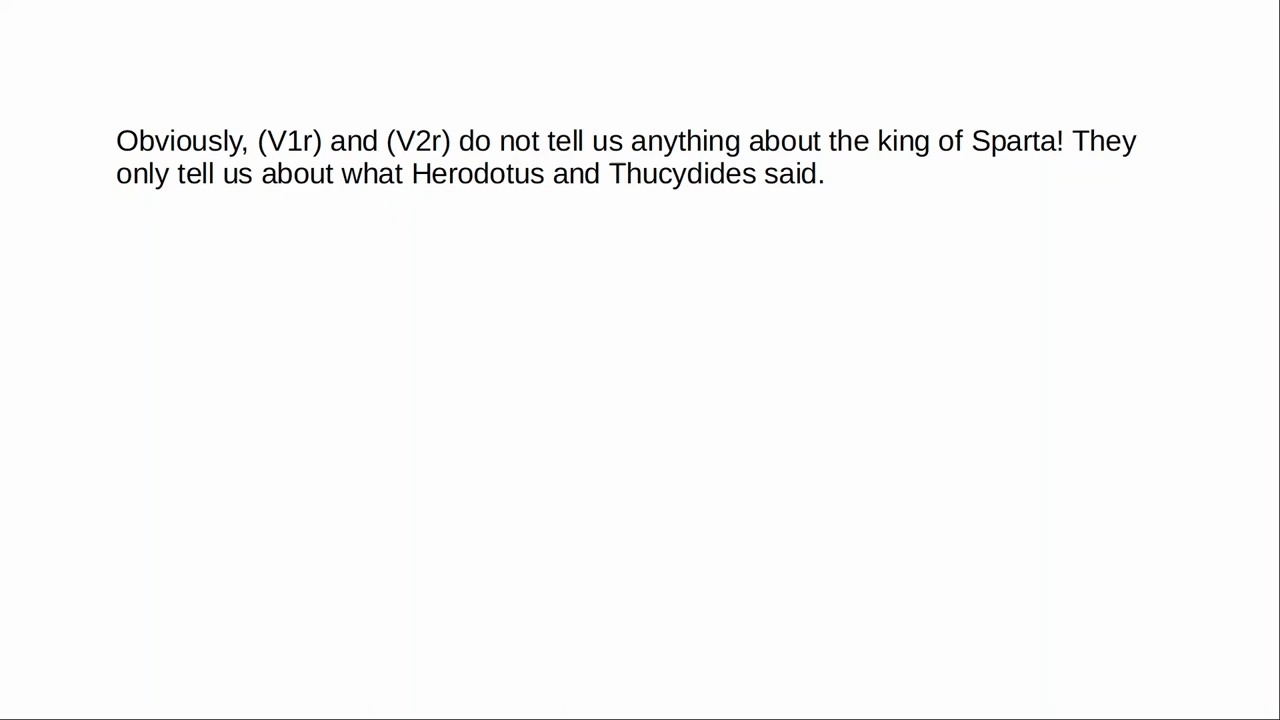 Obviously, (V1r) and (V2r) do not tell us anything about the king of Sparta! They
only tell us about what Herodotus and Thucydides said.